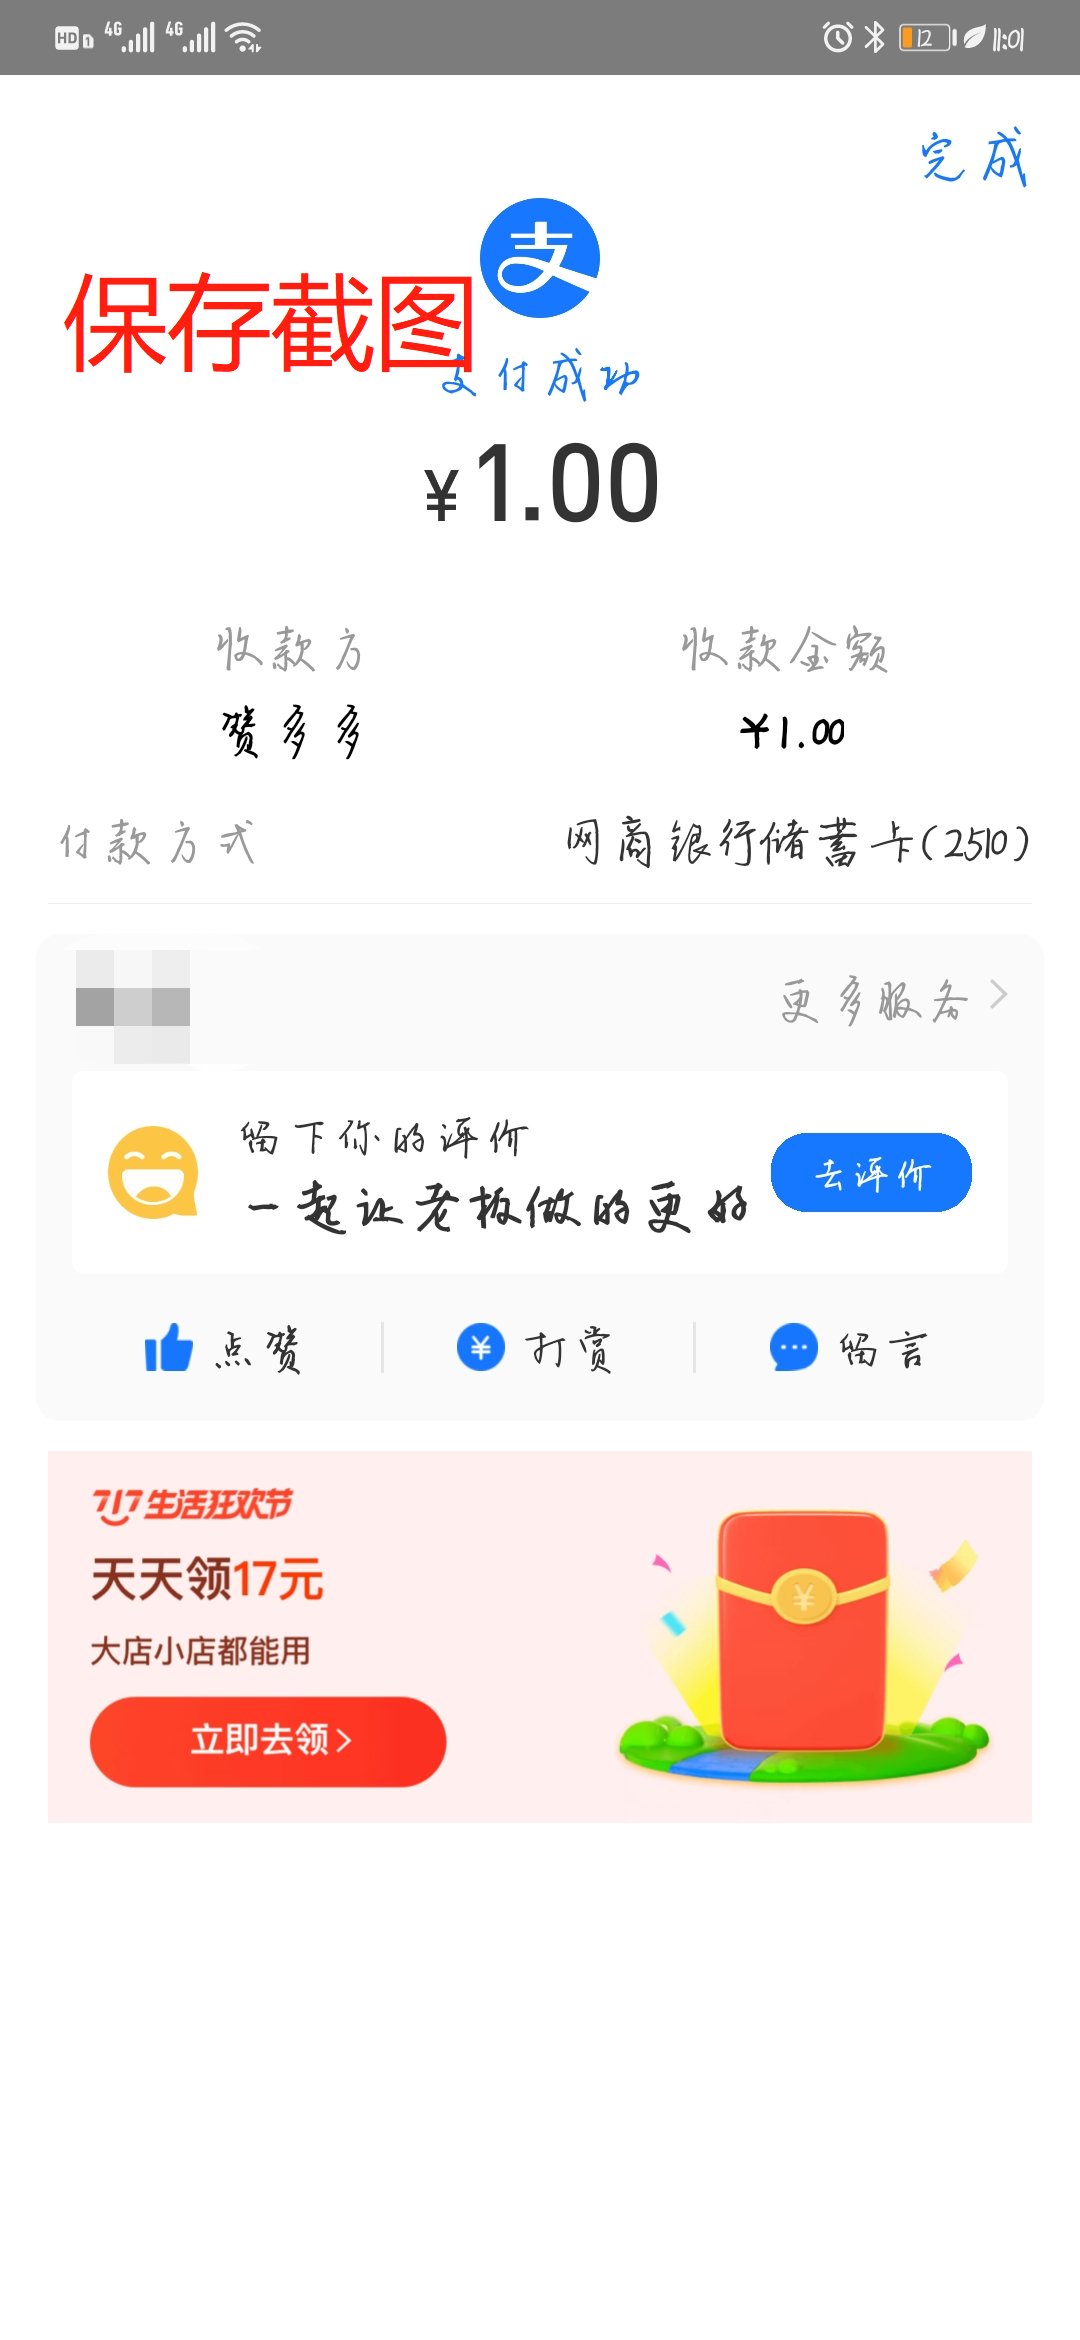 HD 1 4G 4G 12 11:01
完成
支
保存截图
支付成功
¥1.00
收款方 收款金额
赞多多 ¥1.00
付款方式 网商银行储蓄卡(2510)
更多服务
留下你的评价
一起让老板做的更好
去评价
点赞 打赏 留言
717生活狂欢节
天天领17元
大店小店都能用
立即去领
¥